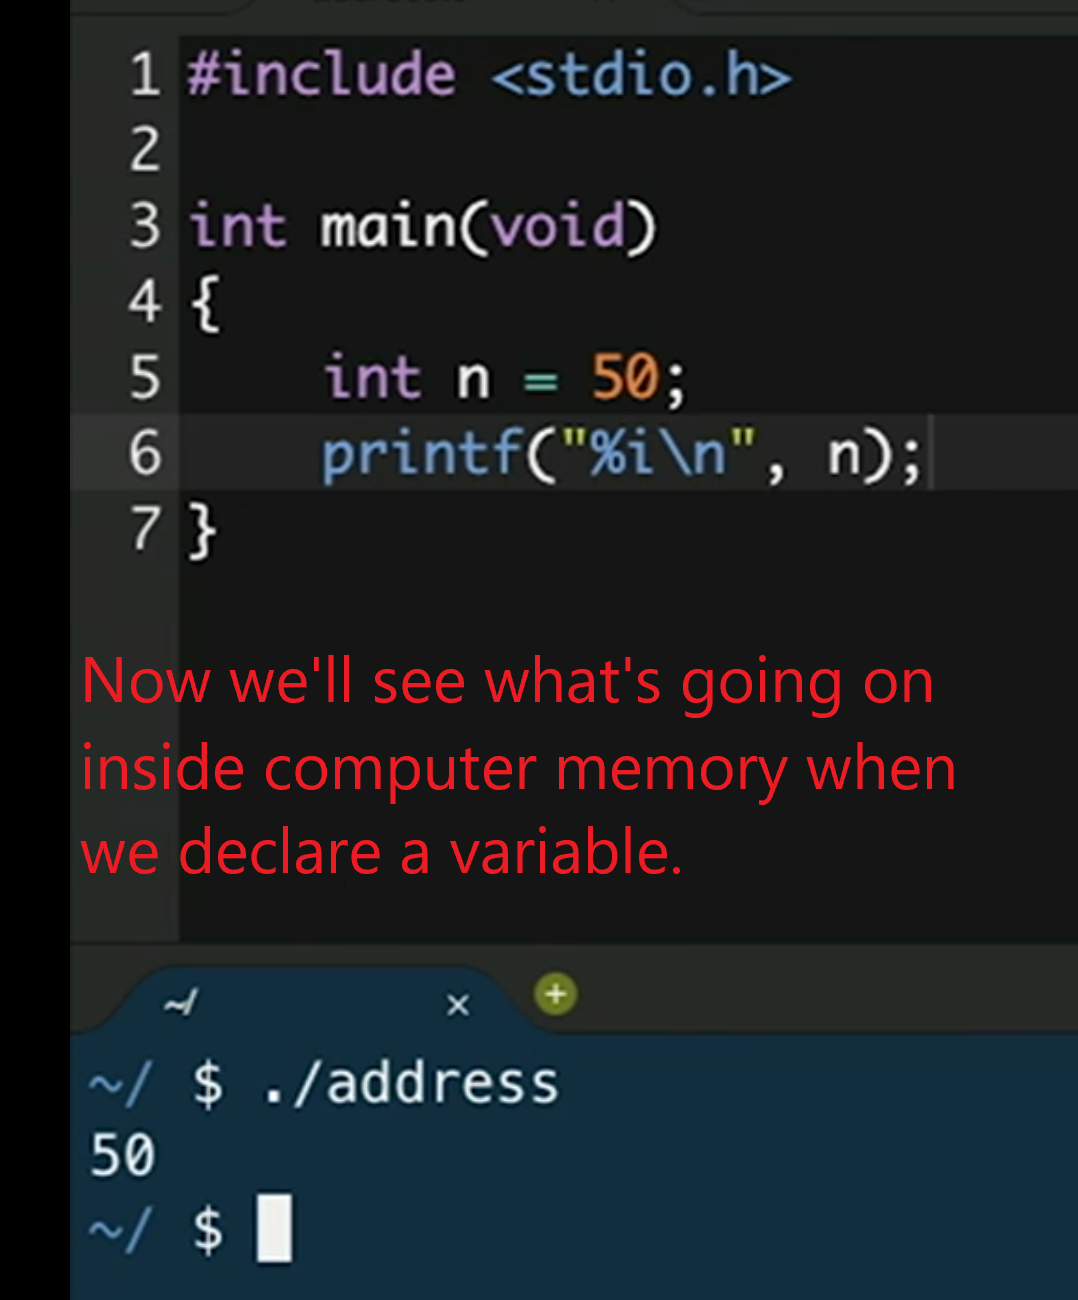 1 #include <stdio.h>
2
3 int main(void)
4 {
5 int n = 50;
6 printf("%i\n", n);
7 }
Now we'll see what's going on
inside computer memory when
we declare a variable.
~/ × +
~/ $ ./address
50
~/ $